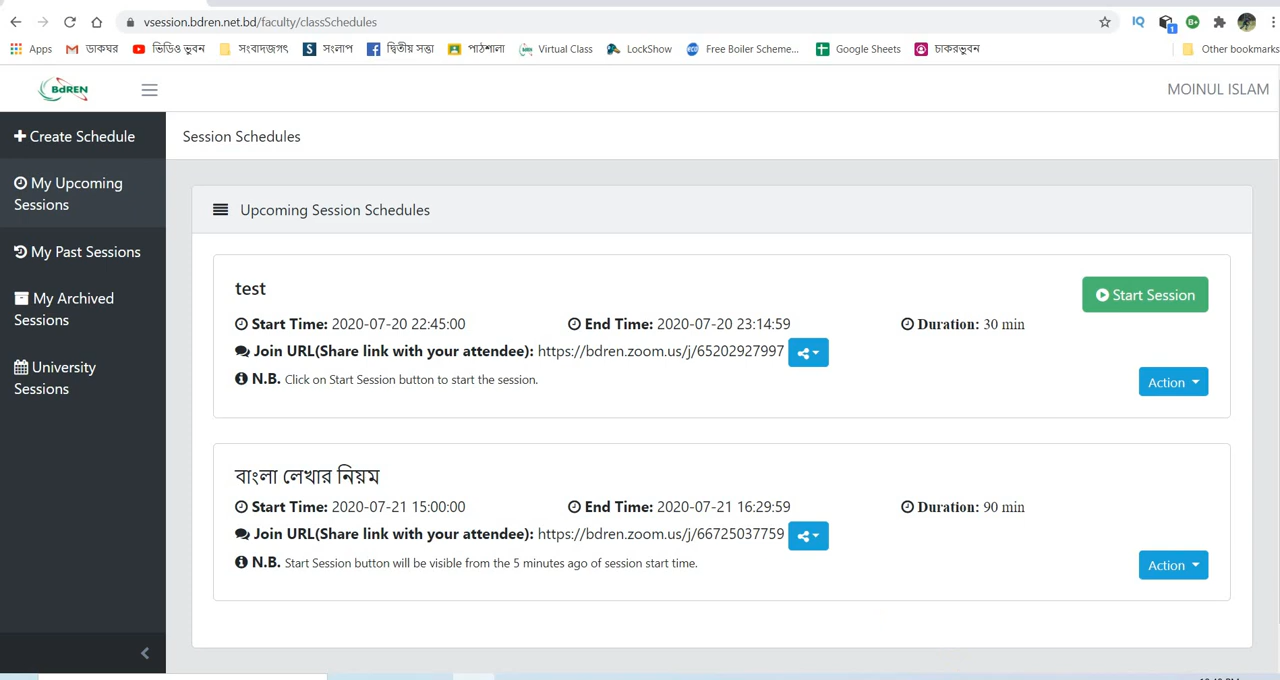 vsession.bdren.net.bd/faculty/classSchedules
Apps ডাকঘর ভিডিও ভুবন সংবাদজগৎ সংলাপ দ্বিতীয় সত্তা পাঠশালা Virtual Class LockShow Free Boiler Scheme... Google Sheets চাকরভুবন Other bookmarks
BdREN
MOINUL ISLAM
Create Schedule
My Upcoming
Sessions
My Past Sessions
My Archived
Sessions
University
Sessions
Session Schedules
Upcoming Session Schedules
test
Start Session
Start Time: 2020-07-20 22:45:00 End Time: 2020-07-20 23:14:59 Duration: 30 min
Join URL(Share link with your attendee): https://bdren.zoom.us/j/65202927997
N.B. Click on Start Session button to start the session.
Action
বাংলা লেখার নিয়ম
Start Time: 2020-07-21 15:00:00 End Time: 2020-07-21 16:29:59 Duration: 90 min
Join URL(Share link with your attendee): https://bdren.zoom.us/j/66725037759
N.B. Start Session button will be visible from the 5 minutes ago of session start time.
Action